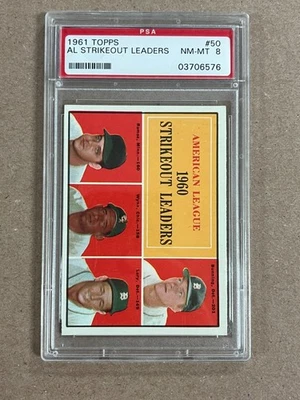 PSA
1961 TOPPS #50
AL STRIKEOUT LEADERS NM-MT 8
03706576
AMERICAN LEAGUE
1960
STRIKEOUT LEADERS